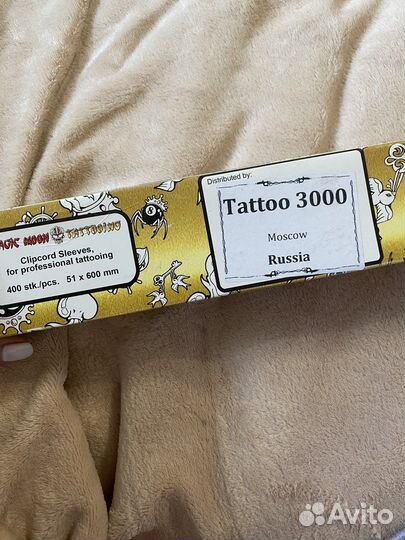 AGIC MOON TATTOOING
Clipcord Sleeves,
for professional tattooing
400 stk./pcs. 51 x 600 mm
Distributed by:
Tattoo 3000
Moscow
Russia
Avito